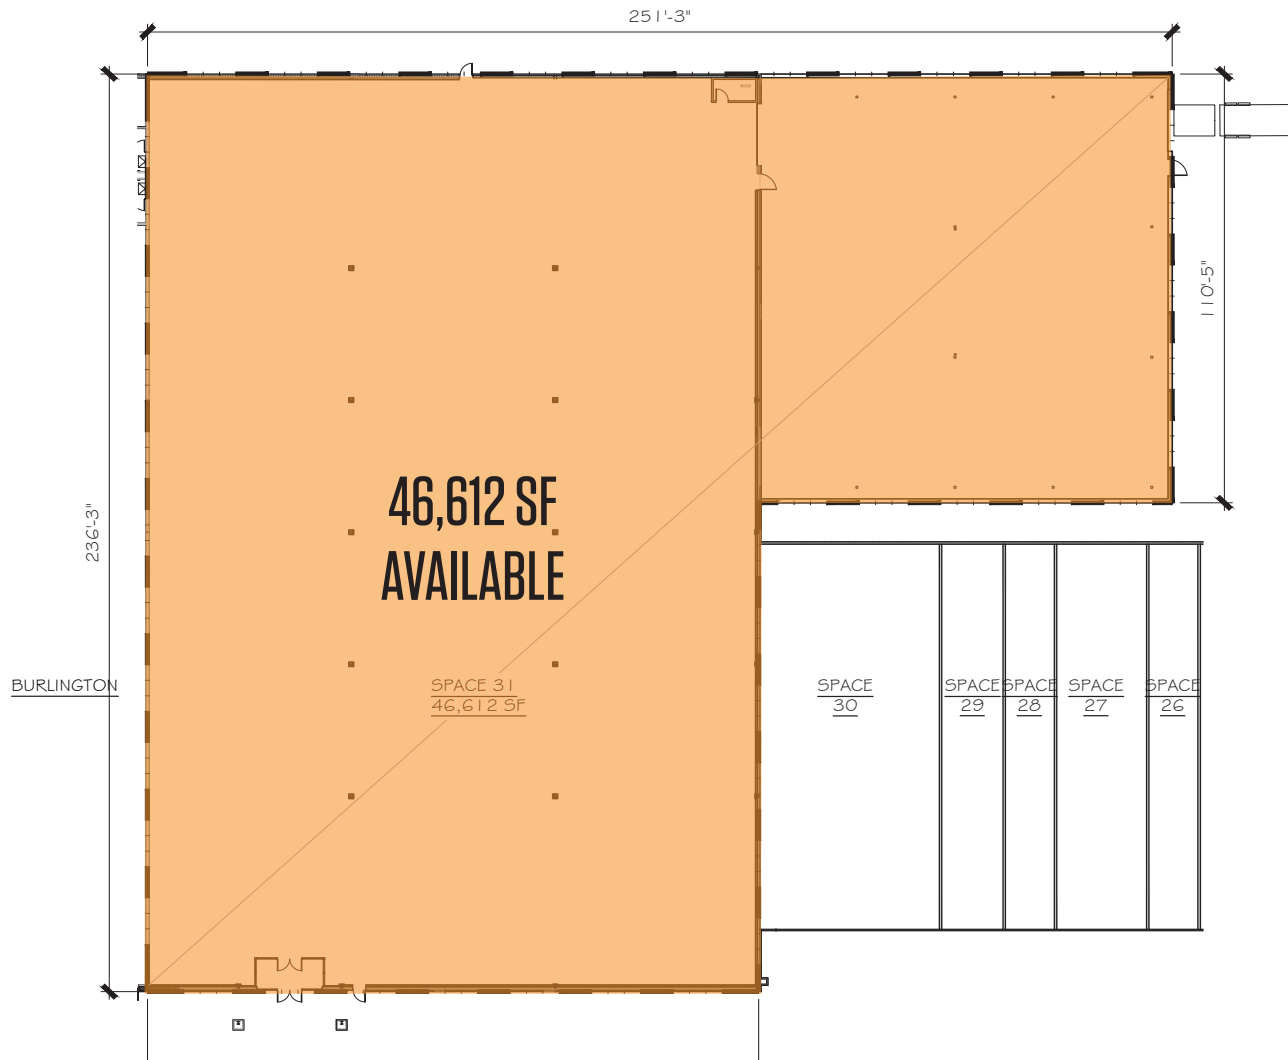 251'-3"
110'-5"
236'-3"
46,612 SF
AVAILABLE
BURLINGTON
SPACE 31
46,612 SF
SPACE
30
SPACE
29
SPACE
28
SPACE
27
SPACE
26